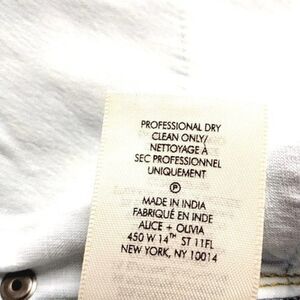 PROFESSIONAL DRY
CLEAN ONLY/
NETTOYAGE À
SEC PROFESSIONNEL
UNIQUEMENT
P
MADE IN INDIA
FABRIQUÉ EN INDE
ALICE + OLIVIA
450 W 14TH ST 11FL
NEW YORK, NY 10014